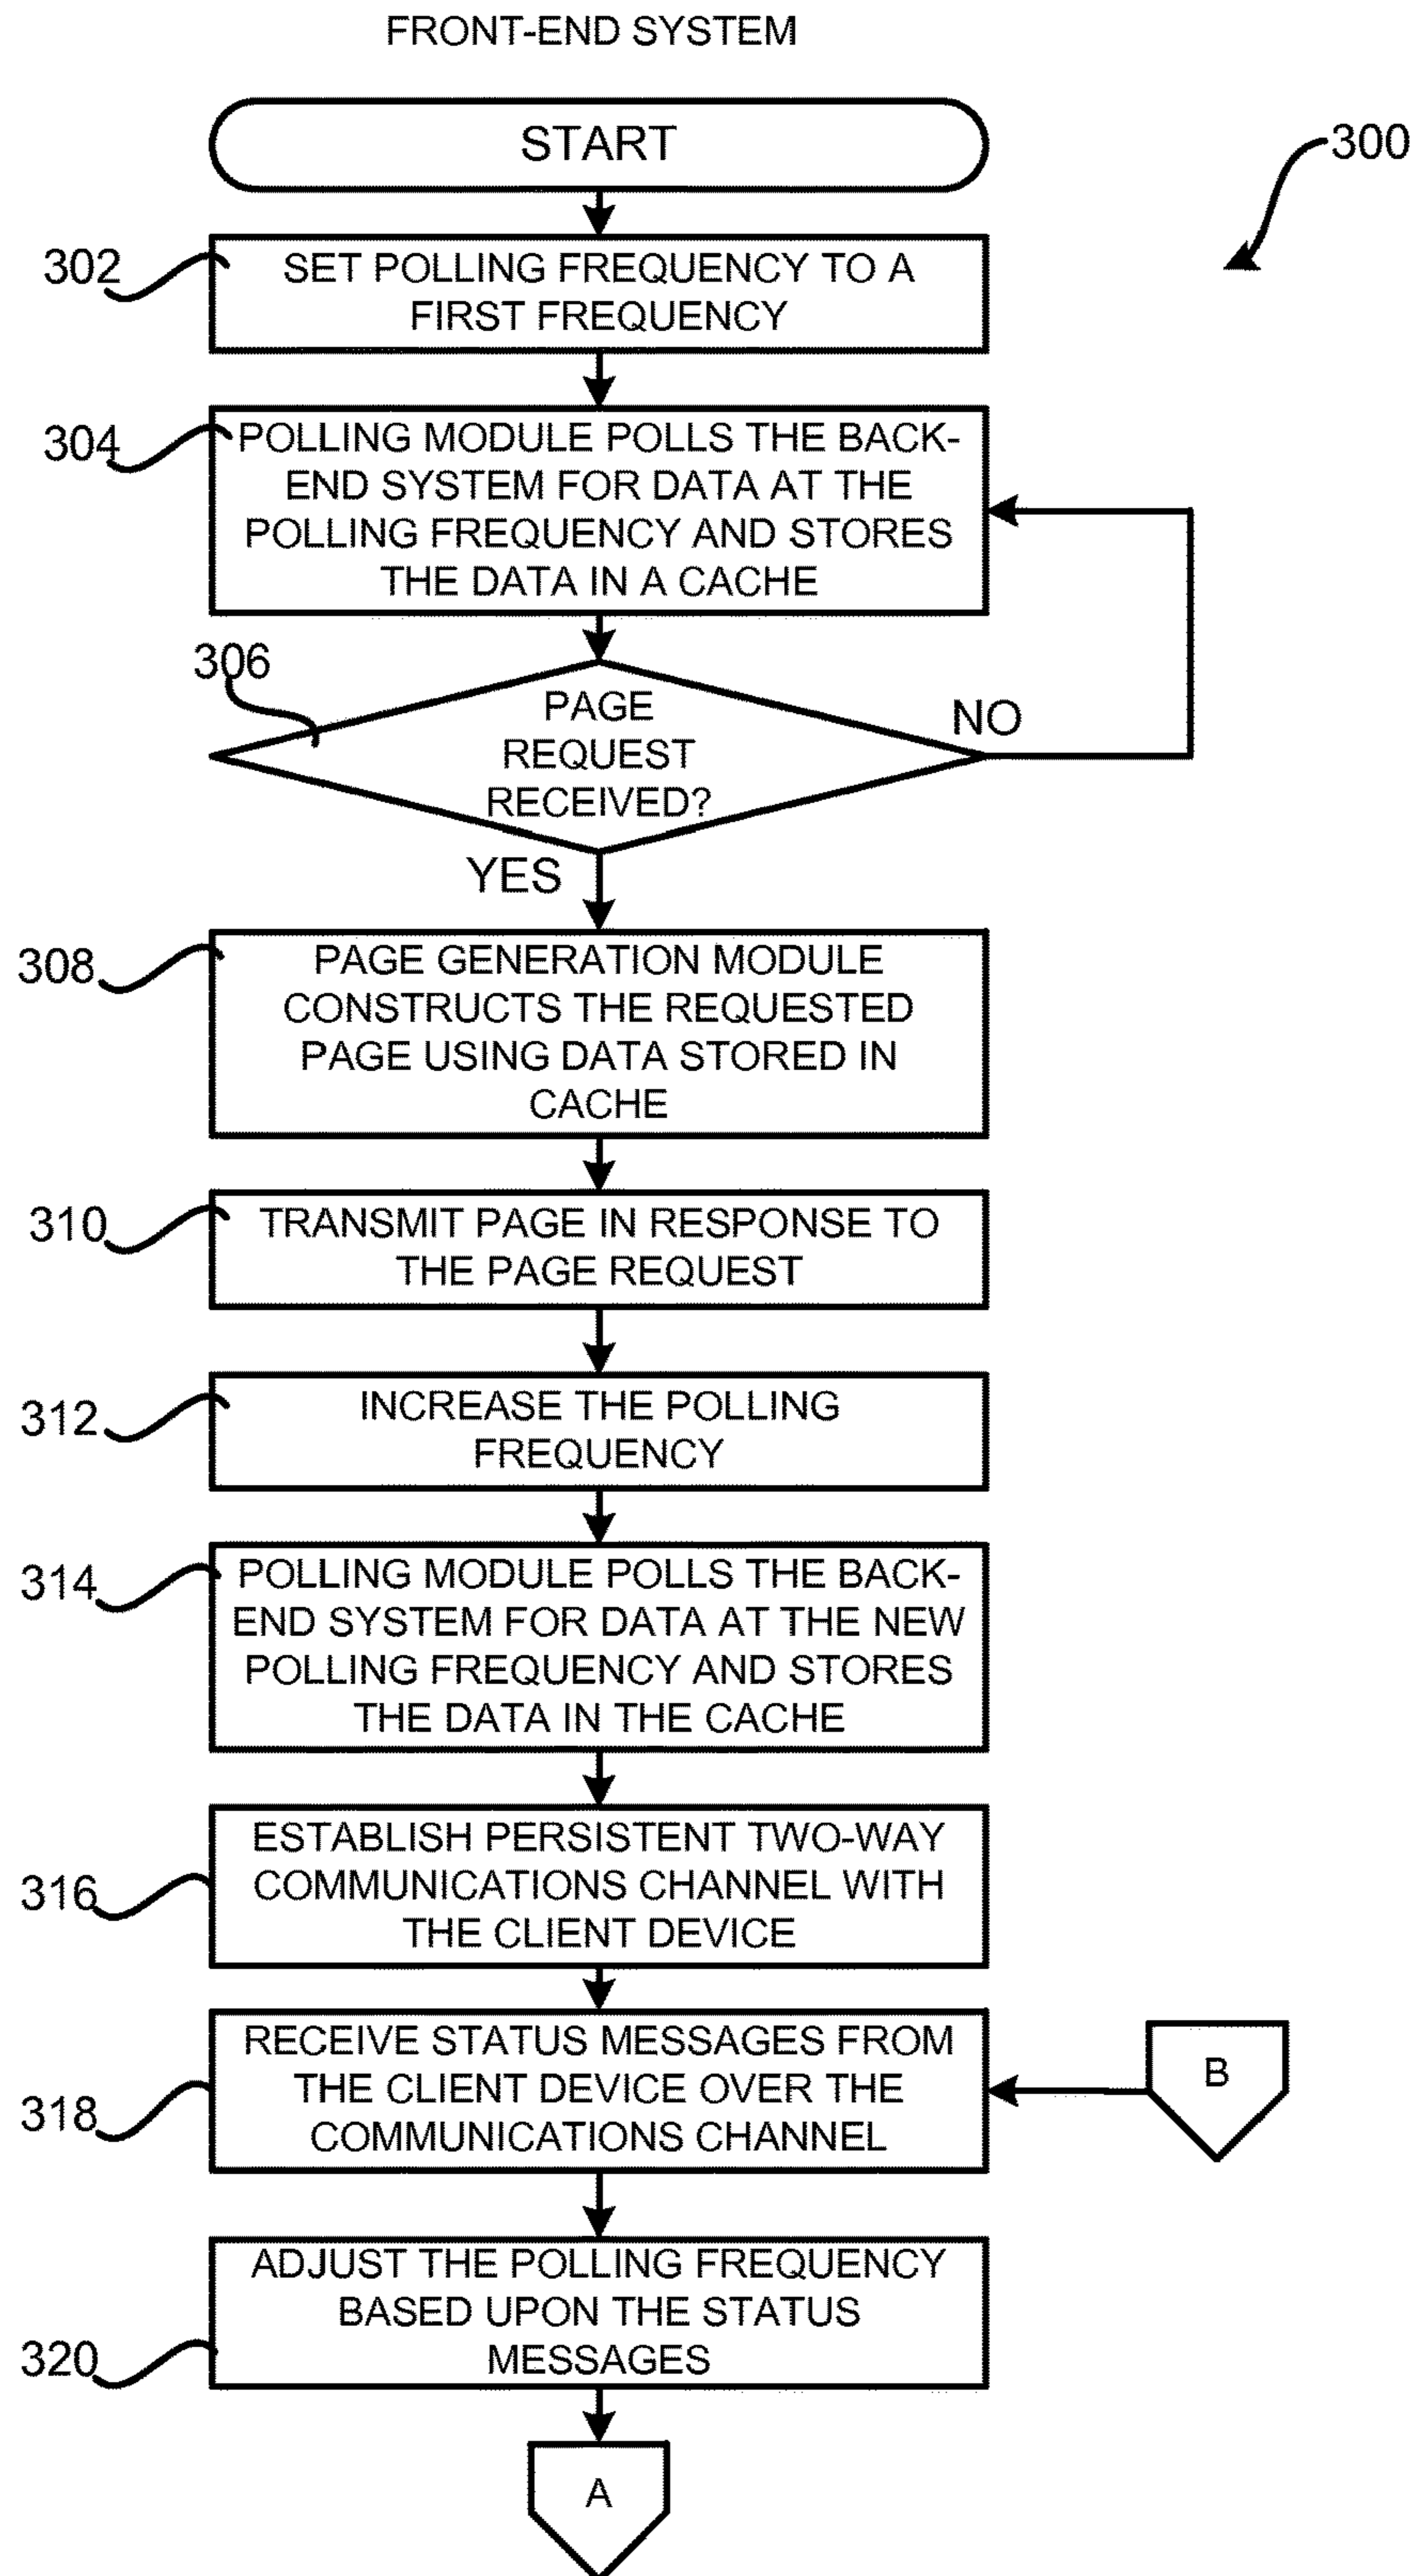 FRONT-END SYSTEM
START
300
302
SET POLLING FREQUENCY TO A
FIRST FREQUENCY
304
POLLING MODULE POLLS THE BACK-
END SYSTEM FOR DATA AT THE
POLLING FREQUENCY AND STORES
THE DATA IN A CACHE
306
PAGE
REQUEST
RECEIVED?
NO
YES
308
PAGE GENERATION MODULE
CONSTRUCTS THE REQUESTED
PAGE USING DATA STORED IN
CACHE
310
TRANSMIT PAGE IN RESPONSE TO
THE PAGE REQUEST
312
INCREASE THE POLLING
FREQUENCY
314
POLLING MODULE POLLS THE BACK-
END SYSTEM FOR DATA AT THE NEW
POLLING FREQUENCY AND STORES
THE DATA IN THE CACHE
316
ESTABLISH PERSISTENT TWO-WAY
COMMUNICATIONS CHANNEL WITH
THE CLIENT DEVICE
318
RECEIVE STATUS MESSAGES FROM
THE CLIENT DEVICE OVER THE
COMMUNICATIONS CHANNEL
B
320
ADJUST THE POLLING FREQUENCY
BASED UPON THE STATUS
MESSAGES
A